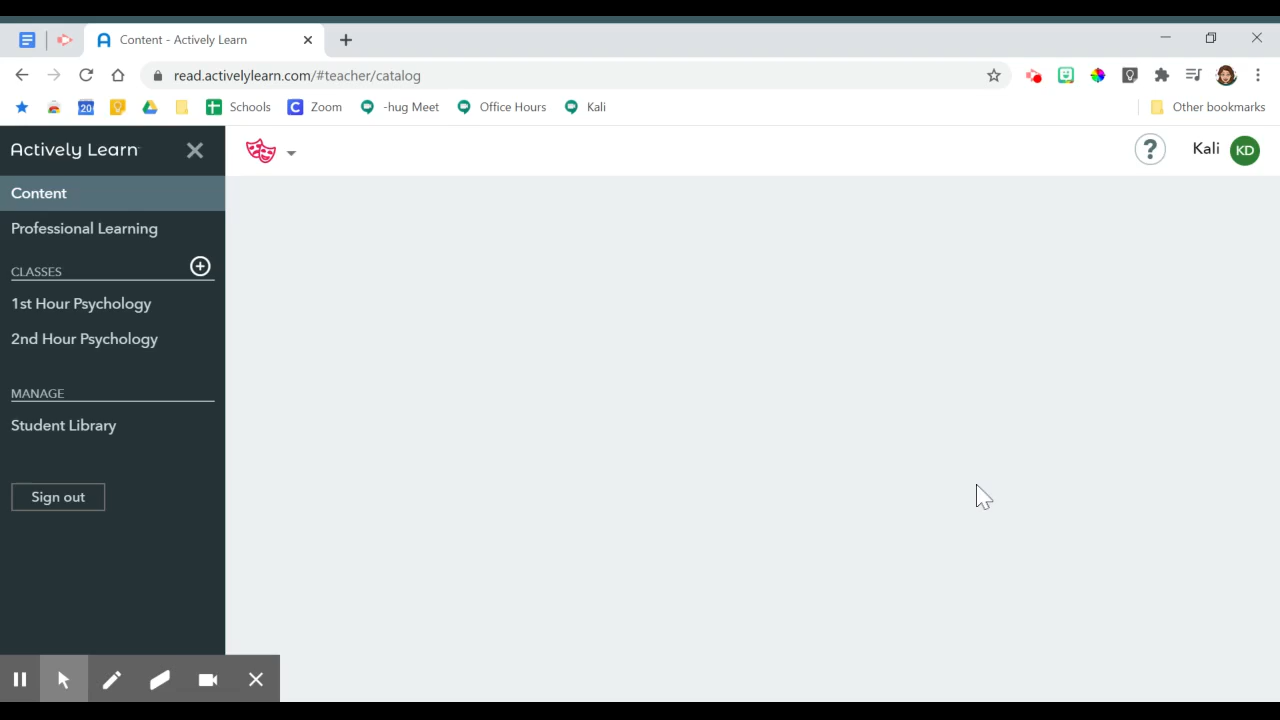 Content - Actively Learn
read.activelylearn.com/#teacher/catalog
20
Schools
C Zoom
-hug Meet
Office Hours
Kali
Other bookmarks
Actively Learn
Kali KD
?
Content
Professional Learning
CLASSES
1st Hour Psychology
2nd Hour Psychology
MANAGE
Student Library
Sign out